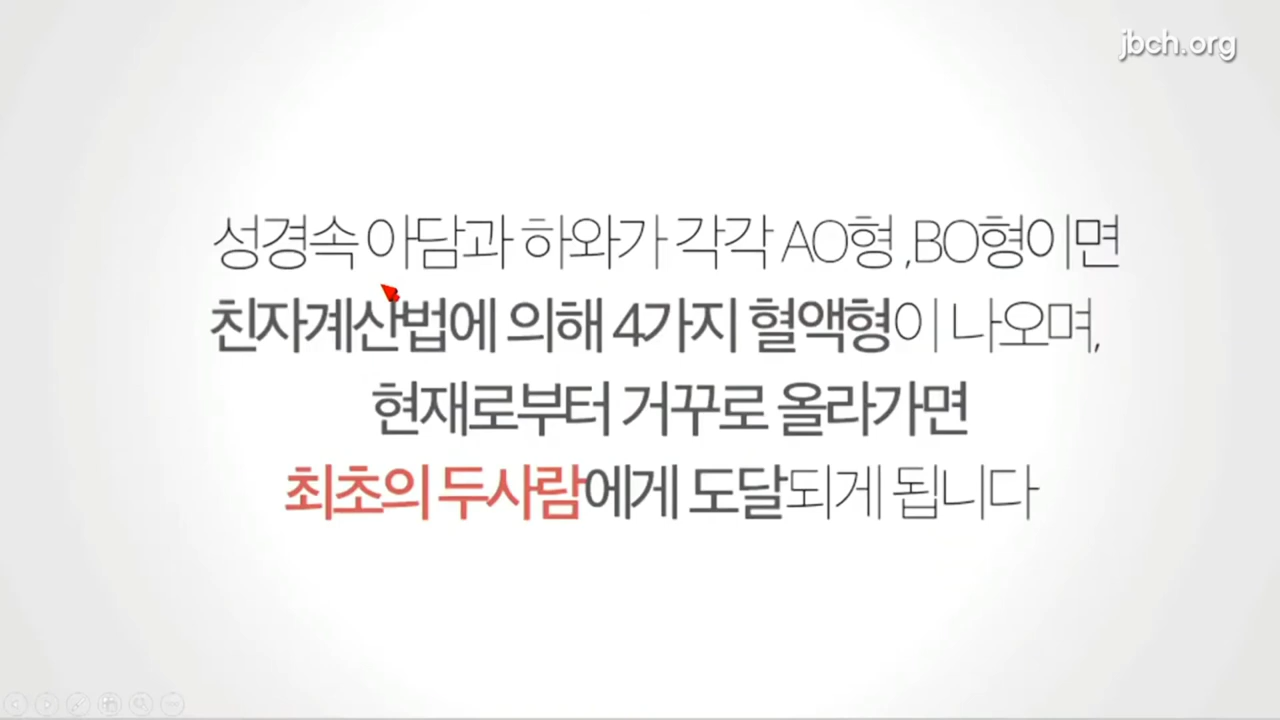 jbch.org
성경속 아담과 하와가 각각 AO형 ,BO형이면
친자계산법에 의해 4가지 혈액형이 나오며,
현재로부터 거꾸로 올라가면
최초의 두사람에게 도달되게 됩니다